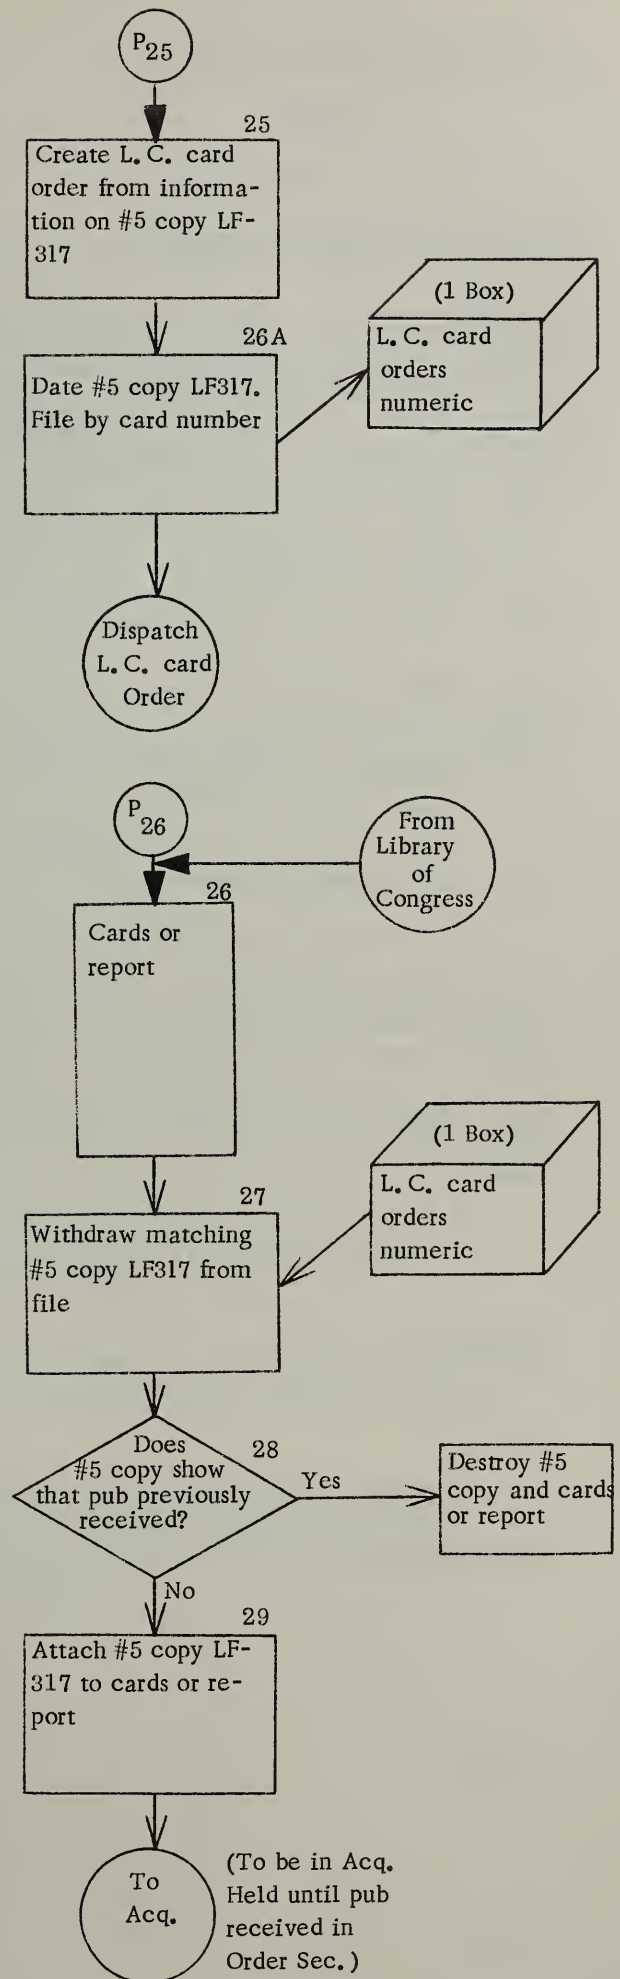 P25
25
Create L. C. card
order from informa-
tion on #5 copy LF-
317
(1 Box)
L. C. card
orders
numeric
26A
Date #5 copy LF317.
File by card number
Dispatch
L. C. card
Order
P26
From
Library
of
Congress
26
Cards or
report
(1 Box)
L. C. card
orders
numeric
27
Withdraw matching
#5 copy LF317 from
file
28
Does
#5 copy show
that pub previously
received?
Yes
Destroy #5
copy and cards
or report
No
29
Attach #5 copy LF-
317 to cards or re-
port
To
Acq.
(To be in Acq.
Held until pub
received in
Order Sec.)